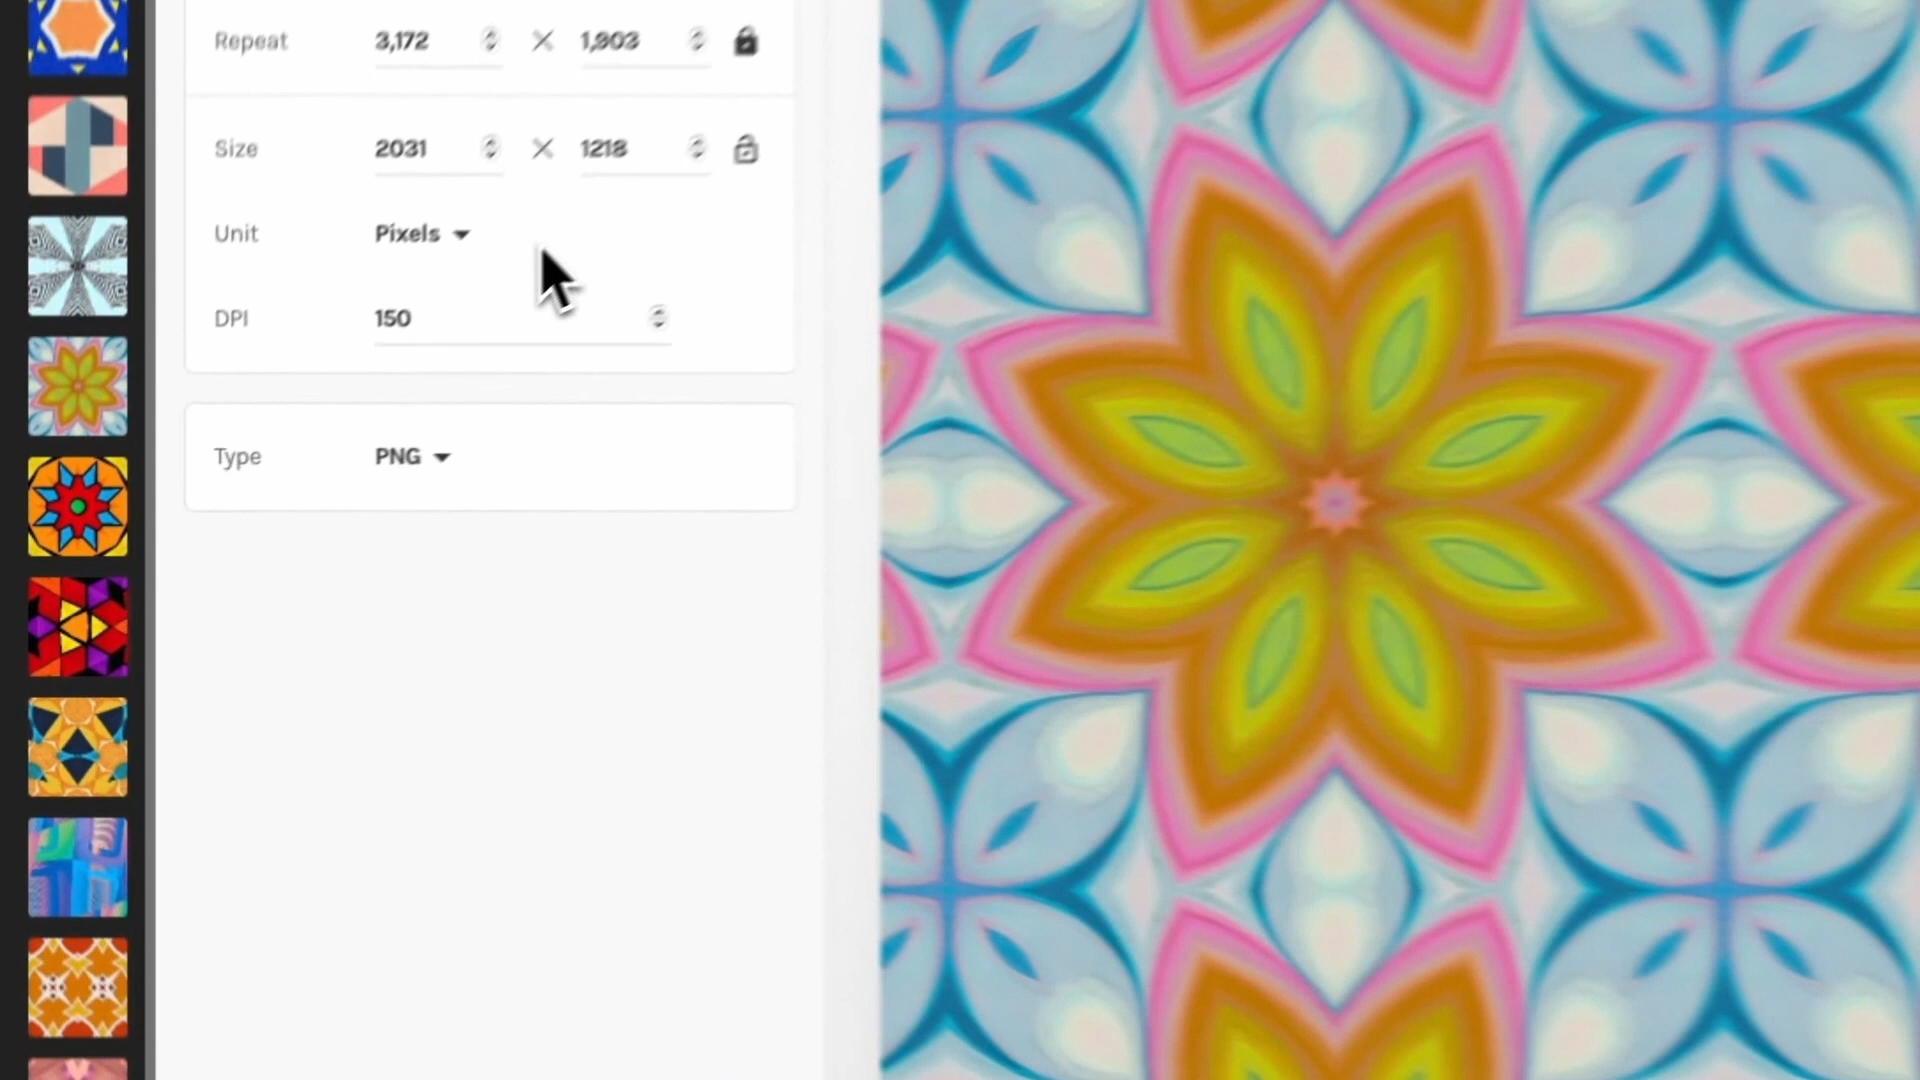 Repeat 3,172 × 1,903
Size 2031 × 1218
Unit Pixels
DPI 150
Type PNG